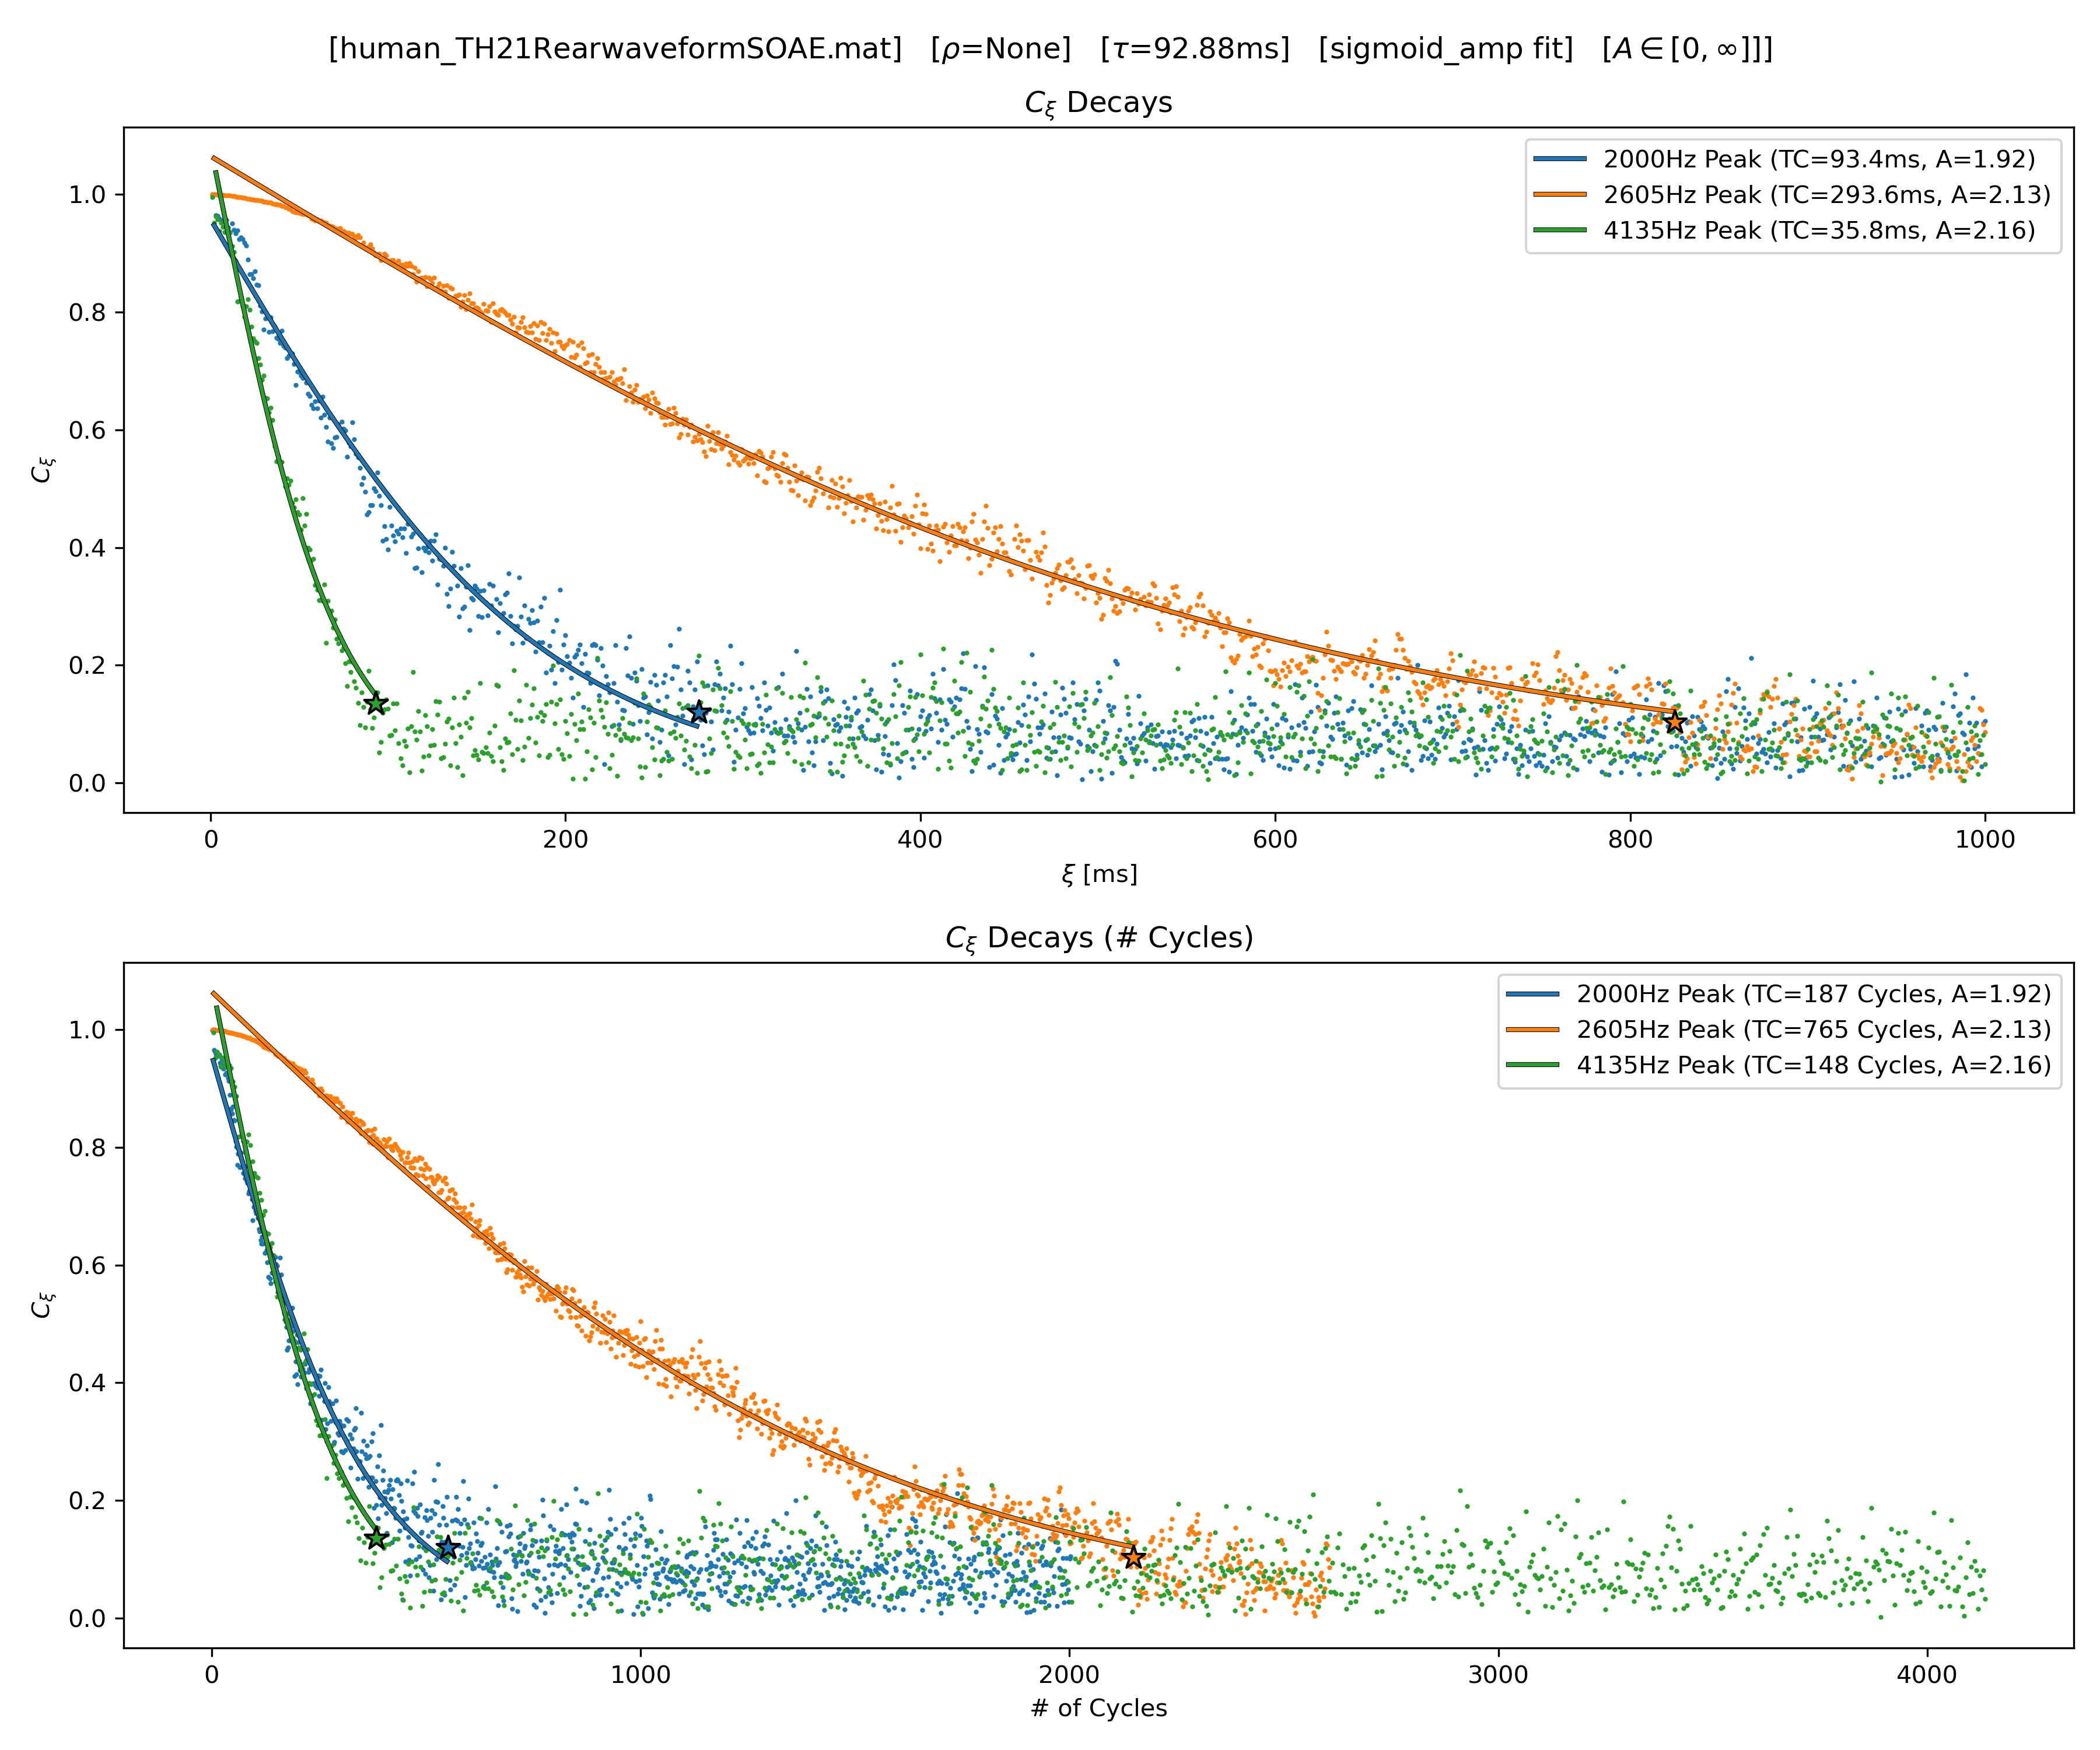 [human_TH21RearwaveformSOAE.mat]   [ρ=None]   [τ=92.88ms]   [sigmoid_amp fit]   [A ∈ [0, ∞]]]
C_ξ Decays
2000Hz Peak (TC=93.4ms, A=1.92)
2605Hz Peak (TC=293.6ms, A=2.13)
4135Hz Peak (TC=35.8ms, A=2.16)
1.0
0.8
0.6
0.4
0.2
0.0
C_ξ
0 200 400 600 800 1000
ξ [ms]
C_ξ Decays (# Cycles)
2000Hz Peak (TC=187 Cycles, A=1.92)
2605Hz Peak (TC=765 Cycles, A=2.13)
4135Hz Peak (TC=148 Cycles, A=2.16)
1.0
0.8
0.6
0.4
0.2
0.0
C_ξ
0 1000 2000 3000 4000
# of Cycles